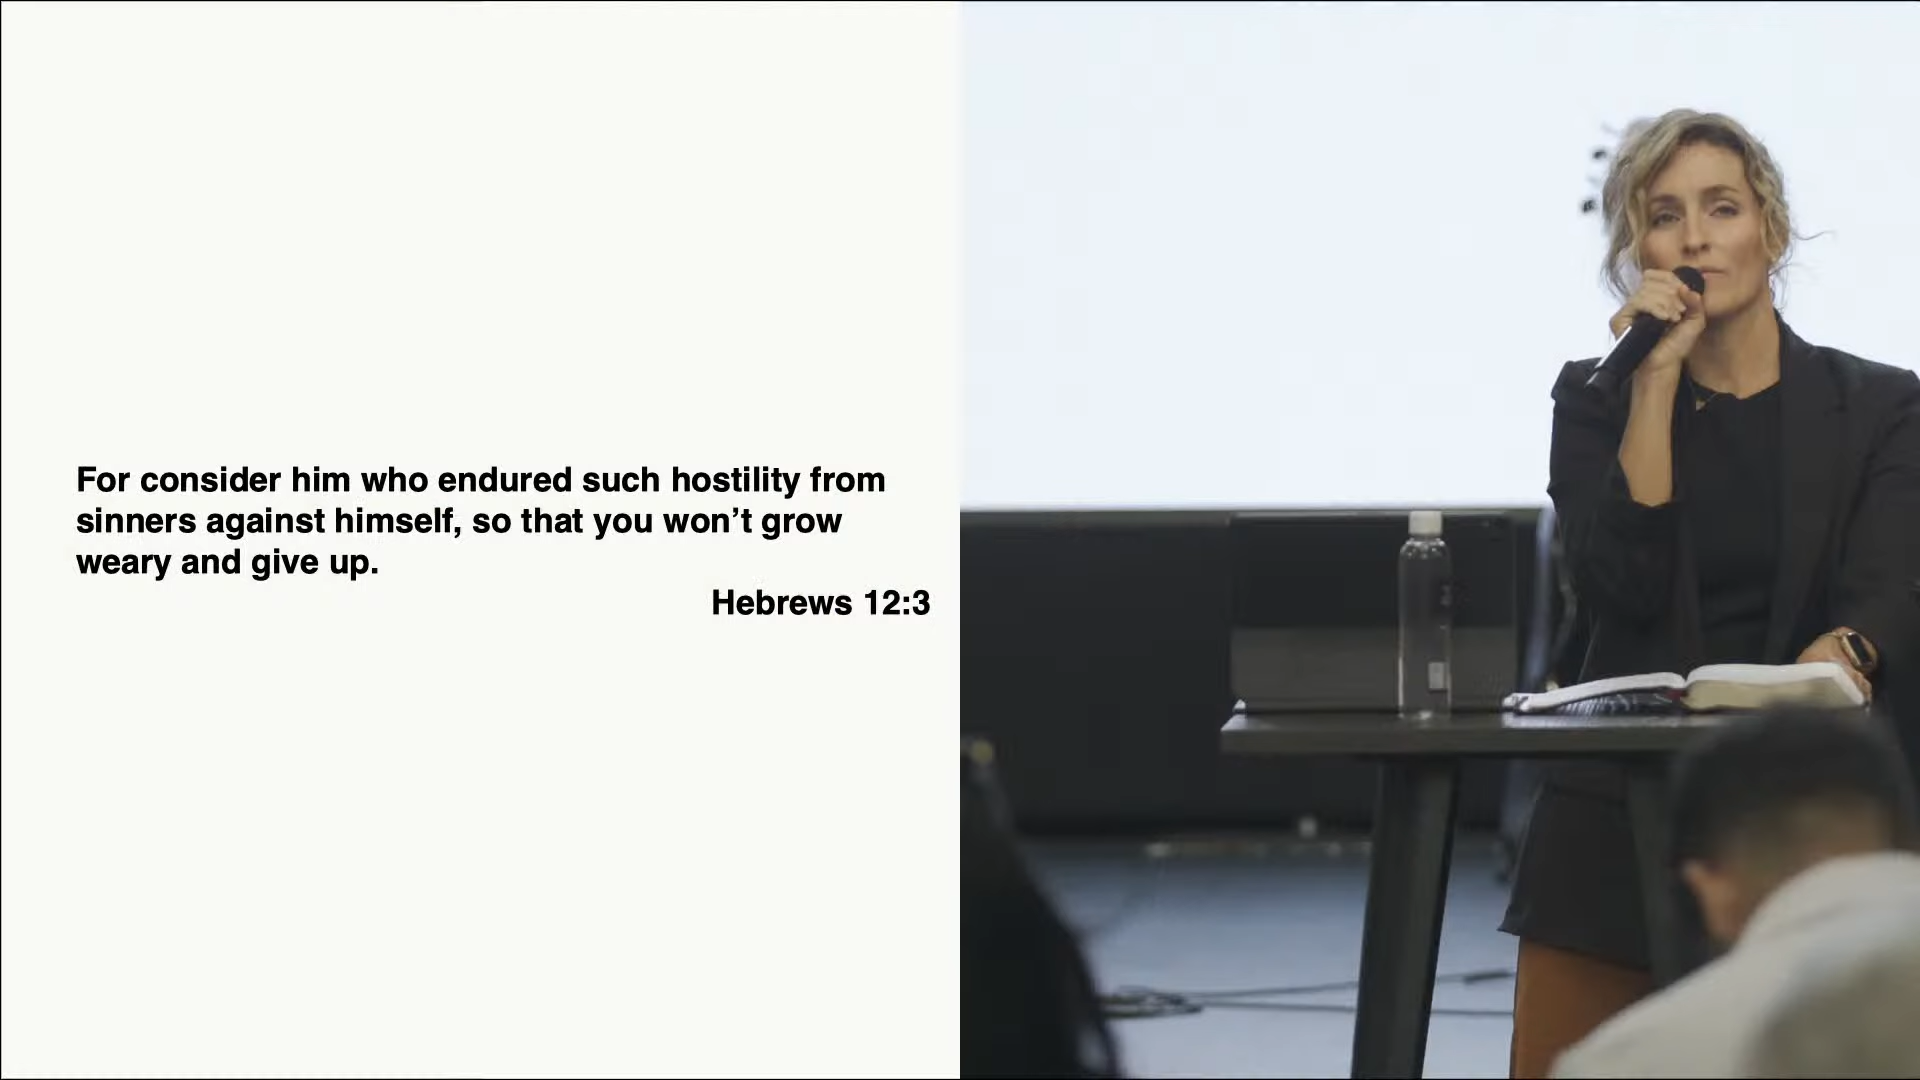 For consider him who endured such hostility from
sinners against himself, so that you won’t grow
weary and give up.
Hebrews 12:3